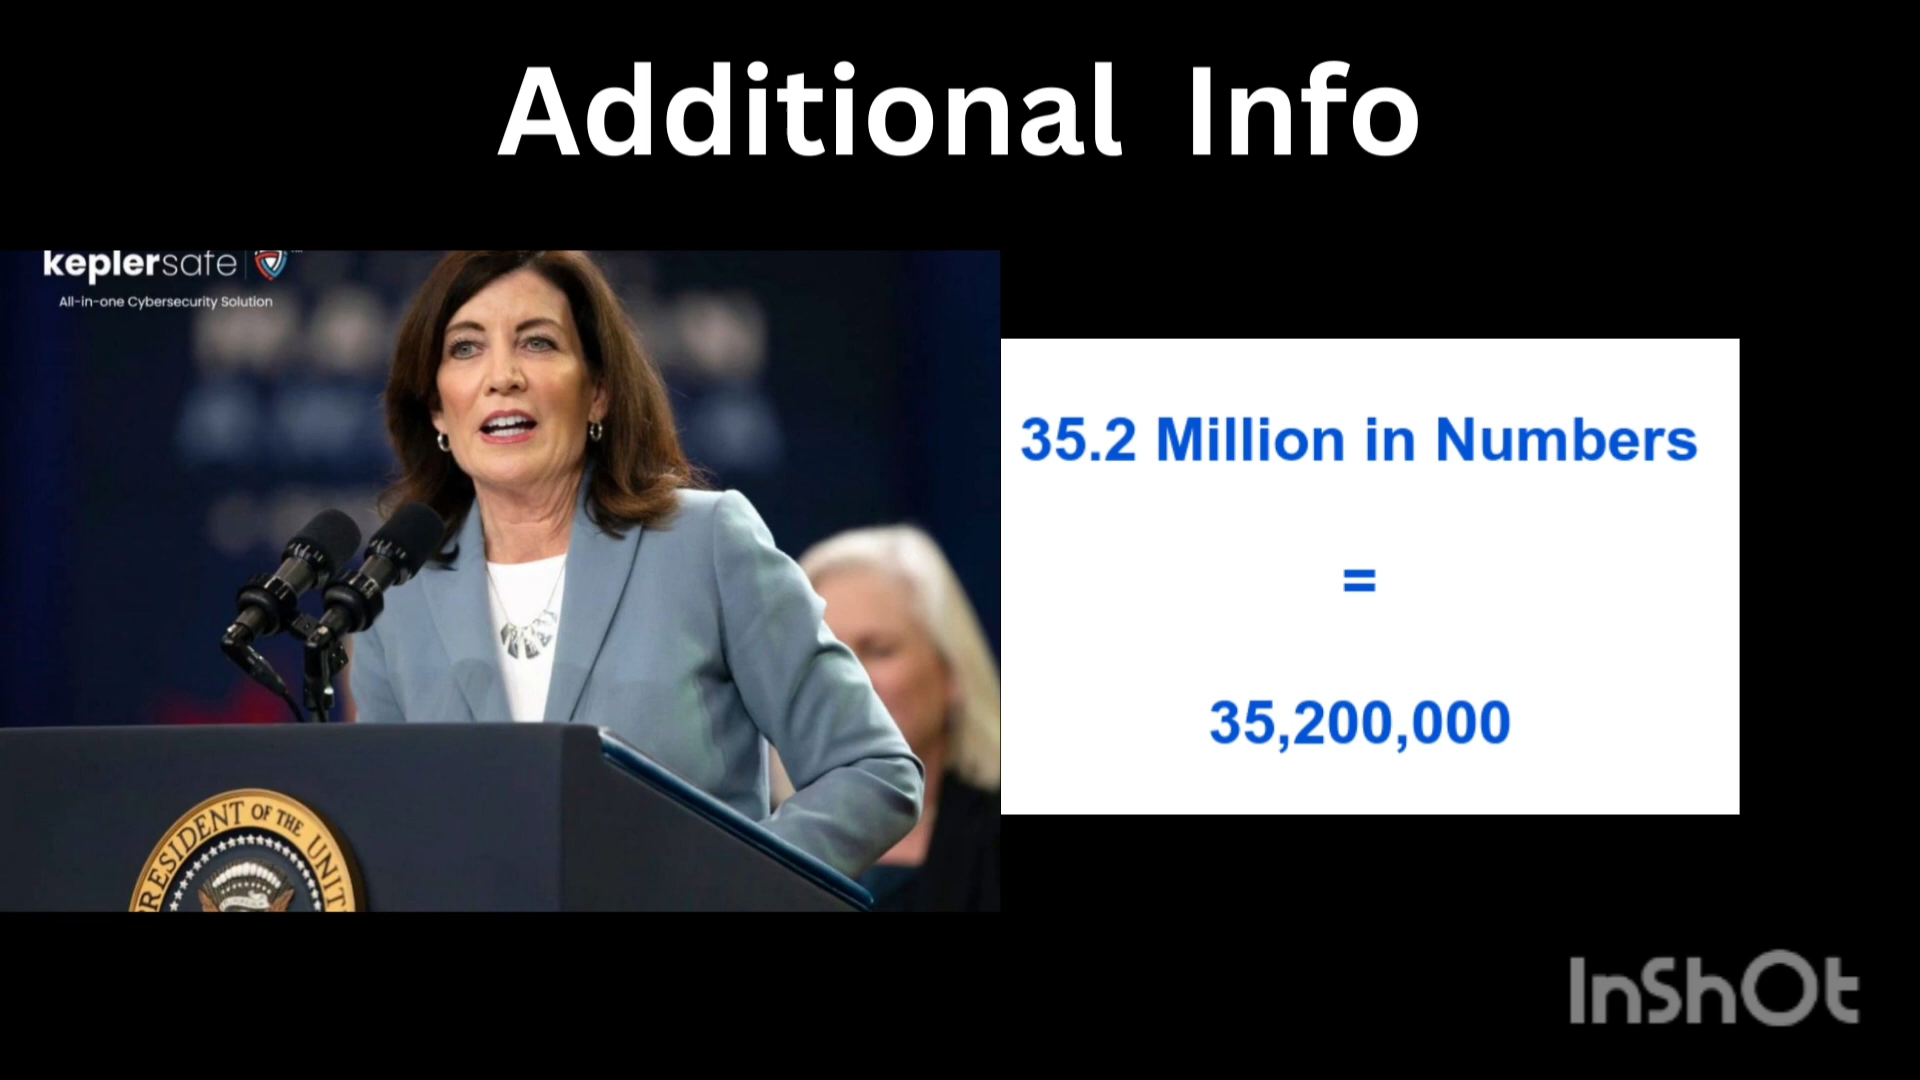 Additional Info
keplersafe
All-in-one Cybersecurity Solution
35.2 Million in Numbers
=
35,200,000
RESIDENT OF THE UNIT
InShOt